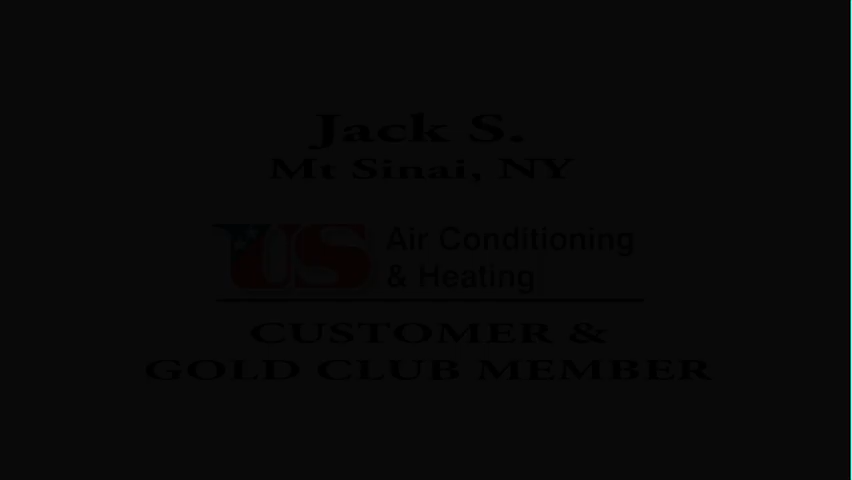 Jack S.
Mt Sinai, NY
US Air Conditioning
& Heating
CUSTOMER &
GOLD CLUB MEMBER